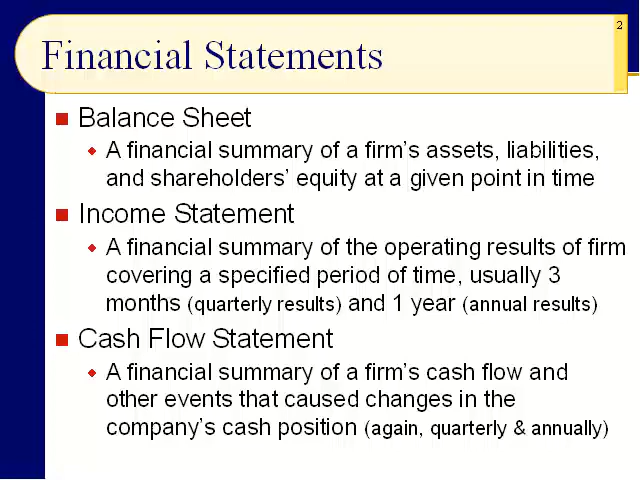 2
Financial Statements
Balance Sheet
A financial summary of a firm's assets, liabilities,
and shareholders' equity at a given point in time
Income Statement
A financial summary of the operating results of firm
covering a specified period of time, usually 3
months (quarterly results) and 1 year (annual results)
Cash Flow Statement
A financial summary of a firm's cash flow and
other events that caused changes in the
company's cash position (again, quarterly & annually)